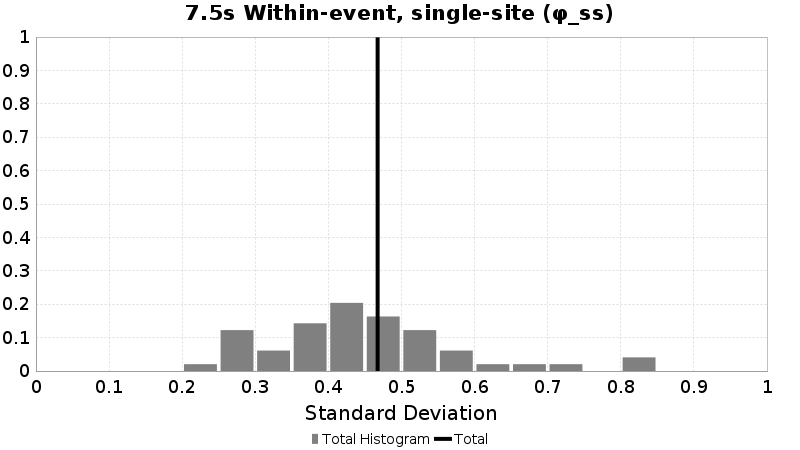 7.5s Within-event, single-site (φ_ss)
1
0.9
0.8
0.7
0.6
0.5
0.4
0.3
0.2
0.1
0
0 0.1 0.2 0.3 0.4 0.5 0.6 0.7 0.8 0.9 1
Standard Deviation
Total Histogram Total